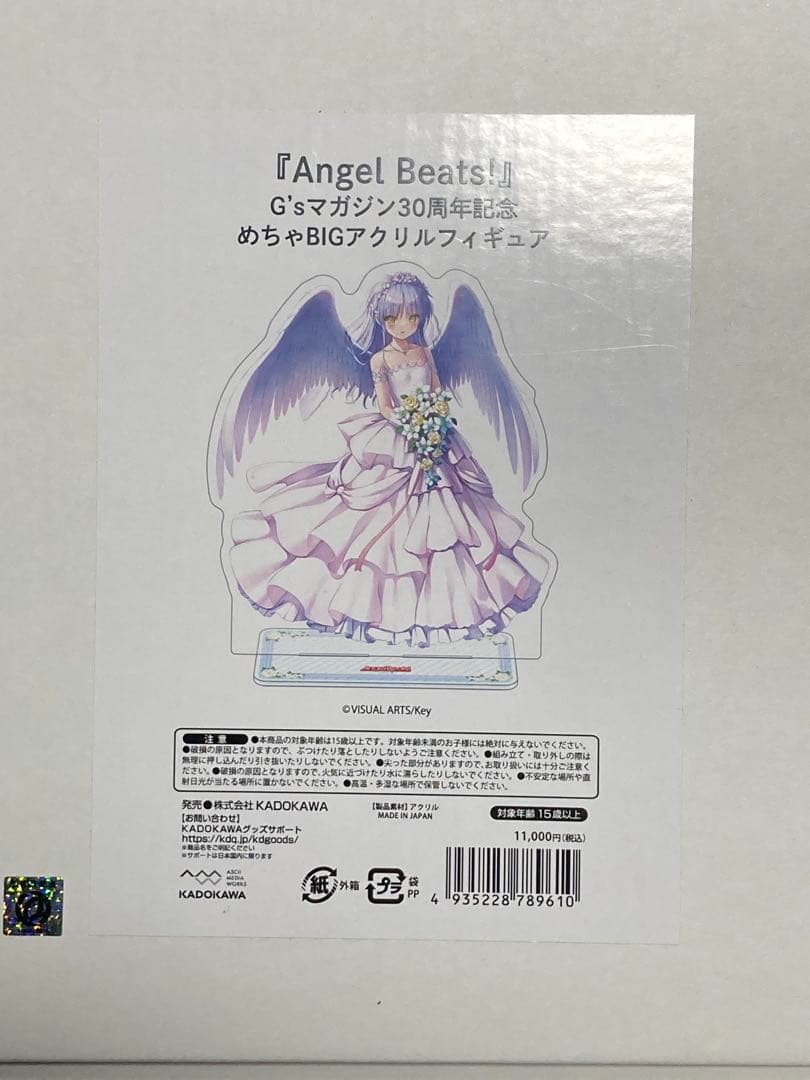 『Angel Beats!』
G'sマガジン30周年記念
めちゃBIGアクリルフィギュア
©VISUAL ARTS/Key
注意 ●本商品の対象年齢は15歳以上です。対象年齢未満のお子様には絶対に与えないでください。
●破損の原因となりますので、ぶつけたり落としたりしないようご注意ください。●組み立て・取り外しの際は
無理に押し込んだり引き抜いたりしないでください。●尖った部分がありますので、お取り扱いには十分ご注意くだ
さい。●破損の原因となりますので、火気に近づけたり水に濡らしたりしないでください。●不安定な場所や直
射日光が当たる場所に置かないでください。●高温・多湿な場所で保管しないでください。
発売●株式会社KADOKAWA
【お問い合わせ】
KADOKAWAグッズサポート
https://kdq.jp/kdgoods/
※商品名をご明記ください
※サポートは日本国内に限ります
【製品素材】アクリル
MADE IN JAPAN
対象年齢15歳以上
11,000円(税込)
ASCII
MEDIA
WORKS
KADOKAWA
紙 外箱
プラ 袋
PP
4 935228 789610